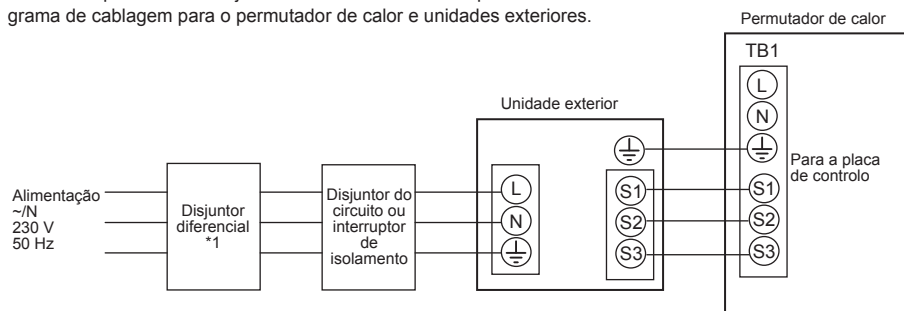 grama de cablagem para o permutador de calor e unidades exteriores.
Permutador de calor
TB1
L
N
Unidade exterior
Para a placa
de controlo
Alimentação
~/N
230 V
50 Hz
Disjuntor
diferencial
*1
Disjuntor do
circuito ou
interruptor
de
isolamento
L
N
S1
S2
S3
S1
S2
S3